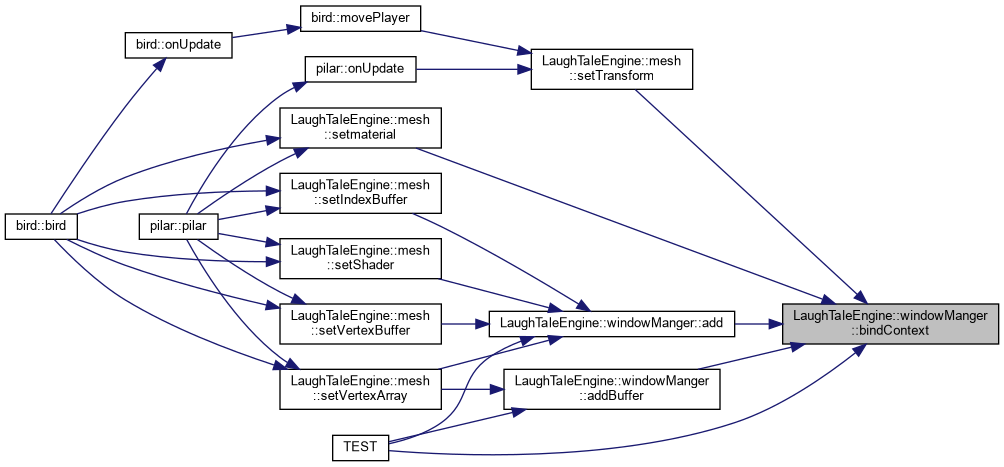 bird::movePlayer
bird::onUpdate
pilar::onUpdate
LaughTaleEngine::mesh
::setTransform
LaughTaleEngine::mesh
::setmaterial
LaughTaleEngine::mesh
::setIndexBuffer
bird::bird
pilar::pilar
LaughTaleEngine::mesh
::setShader
LaughTaleEngine::mesh
::setVertexBuffer
LaughTaleEngine::windowManger::add
LaughTaleEngine::windowManger
::bindContext
LaughTaleEngine::mesh
::setVertexArray
LaughTaleEngine::windowManger
::addBuffer
TEST